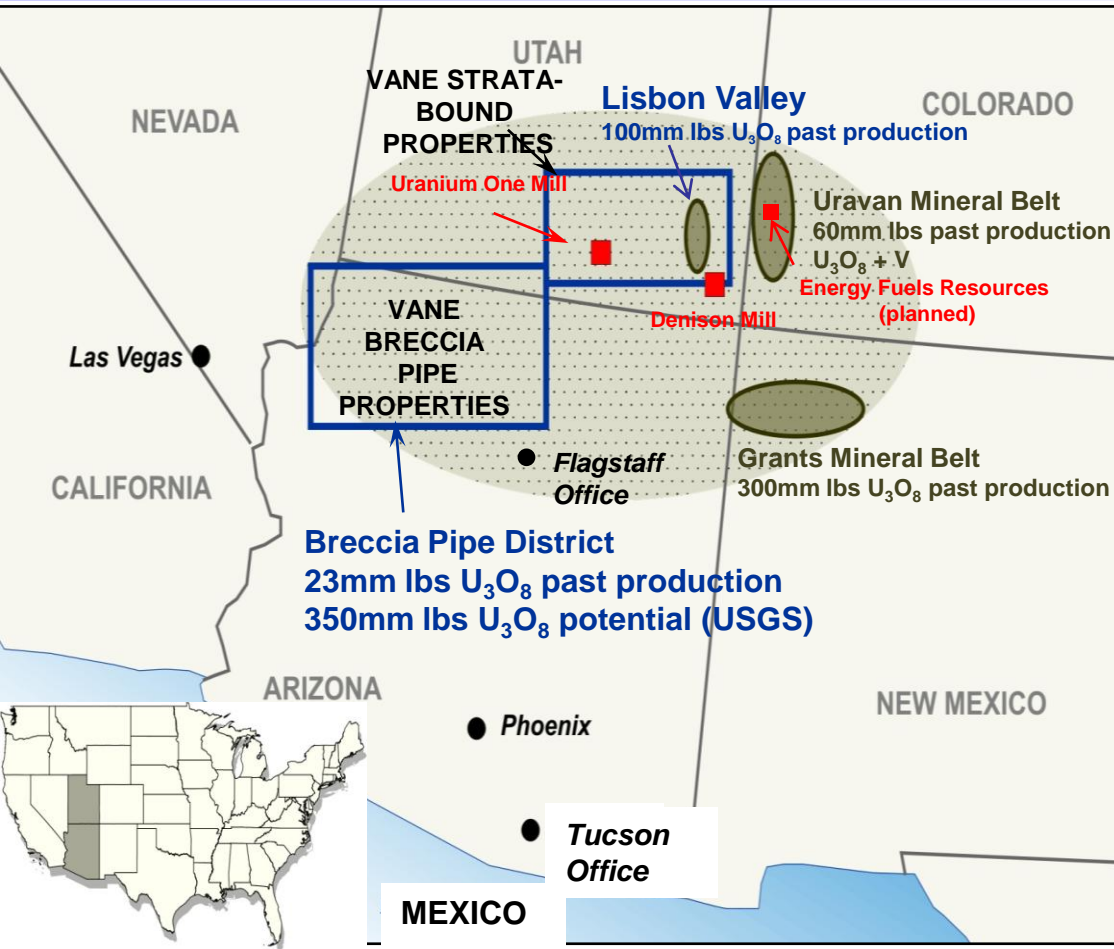 UTAH
VANE STRATA-
BOUND
PROPERTIES
Lisbon Valley
100mm lbs U₃O₈ past production
COLORADO
NEVADA
Uranium One Mill
Uravan Mineral Belt
60mm lbs past production
U₃O₈ + V
Energy Fuels Resources
(planned)
Denison Mill
VANE
BRECCIA
PIPE
PROPERTIES
Las Vegas
Flagstaff
Office
Grants Mineral Belt
300mm lbs U₃O₈ past production
CALIFORNIA
Breccia Pipe District
23mm lbs U₃O₈ past production
350mm lbs U₃O₈ potential (USGS)
ARIZONA
NEW MEXICO
Phoenix
Tucson
Office
MEXICO